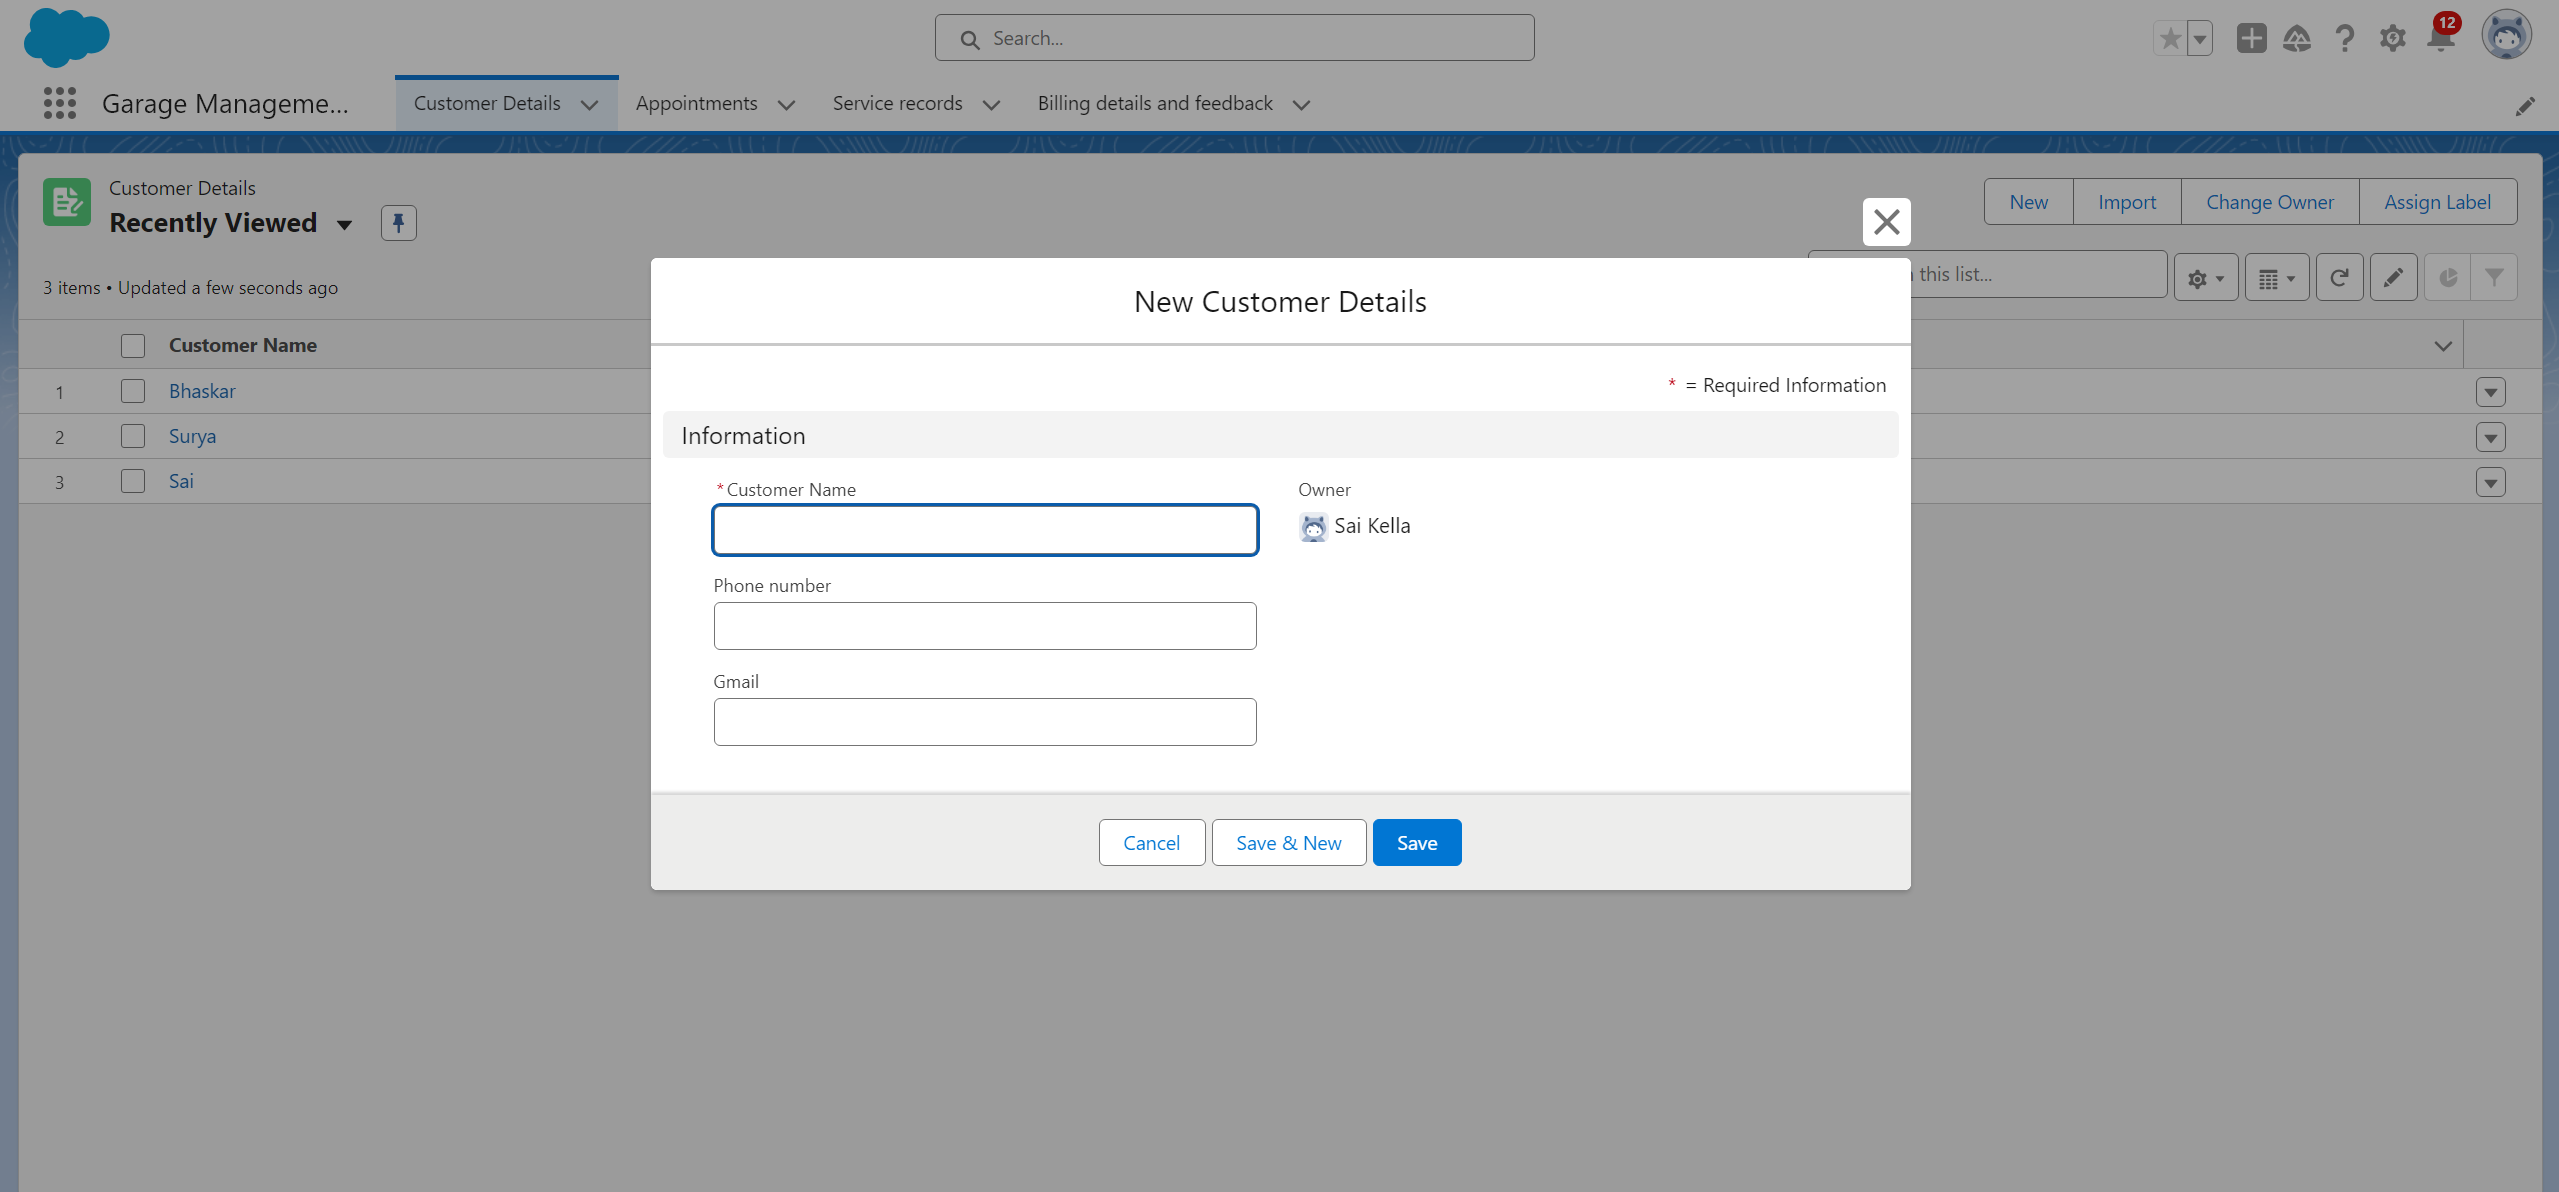 Search...
12
Garage Manageme...
Customer Details
Appointments
Service records
Billing details and feedback
Customer Details
Recently Viewed
New
Import
Change Owner
Assign Label
3 items • Updated a few seconds ago
this list...
Customer Name
1 Bhaskar
2 Surya
3 Sai
New Customer Details
* = Required Information
Information
*Customer Name
Owner
Sai Kella
Phone number
Gmail
Cancel
Save & New
Save